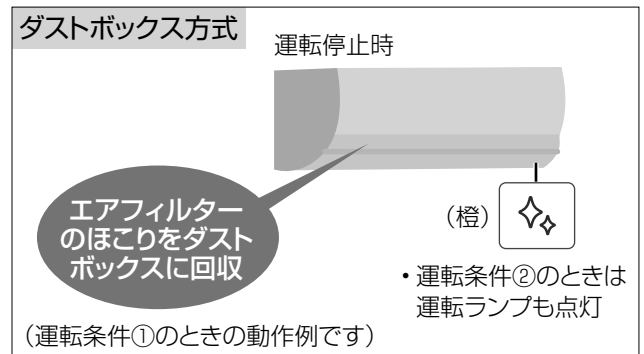 ダストボックス方式
運転停止時
エアフィルター
のほこりをダスト
ボックスに回収
(橙)
・運転条件②のときは
運転ランプも点灯
(運転条件①のときの動作例です)